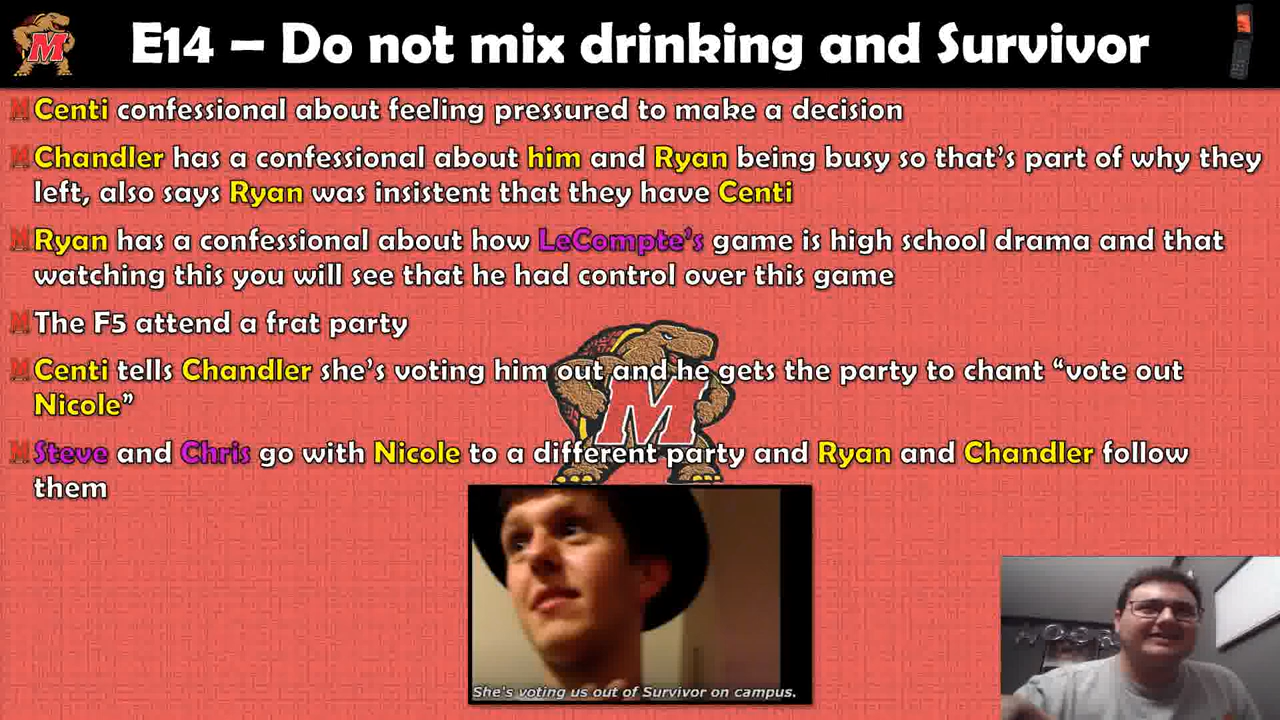 E14 – Do not mix drinking and Survivor
Centi confessional about feeling pressured to make a decision
Chandler has a confessional about him and Ryan being busy so that’s part of why they
left, also says Ryan was insistent that they have Centi
Ryan has a confessional about how LeCompte’s game is high school drama and that
watching this you will see that he had control over this game
The F5 attend a frat party
Centi tells Chandler she’s voting him out and he gets the party to chant “vote out
Nicole”
Steve and Chris go with Nicole to a different party and Ryan and Chandler follow
them
M
She's voting us out of Survivor on campus.